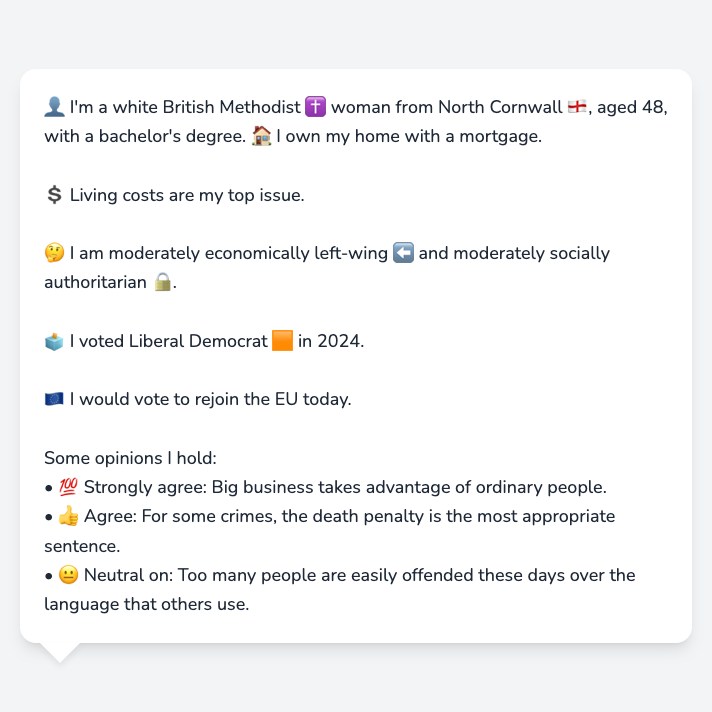 👤 I'm a white British Methodist ✝️ woman from North Cornwall 🏴󠁧󠁢󠁥󠁮󠁧󠁿, aged 48,
with a bachelor's degree. 🏠 I own my home with a mortgage.
💲 Living costs are my top issue.
🤔 I am moderately economically left-wing ⬅️ and moderately socially
authoritarian 🔒.
🗳️ I voted Liberal Democrat 🟧 in 2024.
🇪🇺 I would vote to rejoin the EU today.
Some opinions I hold:
• 💯 Strongly agree: Big business takes advantage of ordinary people.
• 👍 Agree: For some crimes, the death penalty is the most appropriate
sentence.
• 😐 Neutral on: Too many people are easily offended these days over the
language that others use.